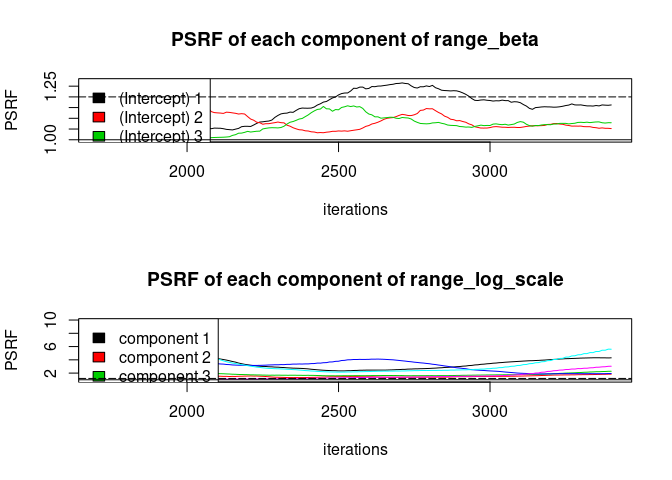 PSRF of each component of range_beta
PSRF
1.00
1.25
(Intercept) 1
(Intercept) 2
(Intercept) 3
2000
2500
3000
iterations
PSRF of each component of range_log_scale
PSRF
2
6
10
component 1
component 2
component 3
2000
2500
3000
iterations